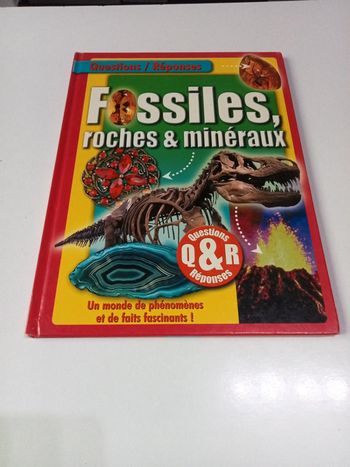 Questions / Réponses
Fossiles,
roches & minéraux
Questions
Q&R
Réponses
Un monde de phénomènes
et de faits fascinants !